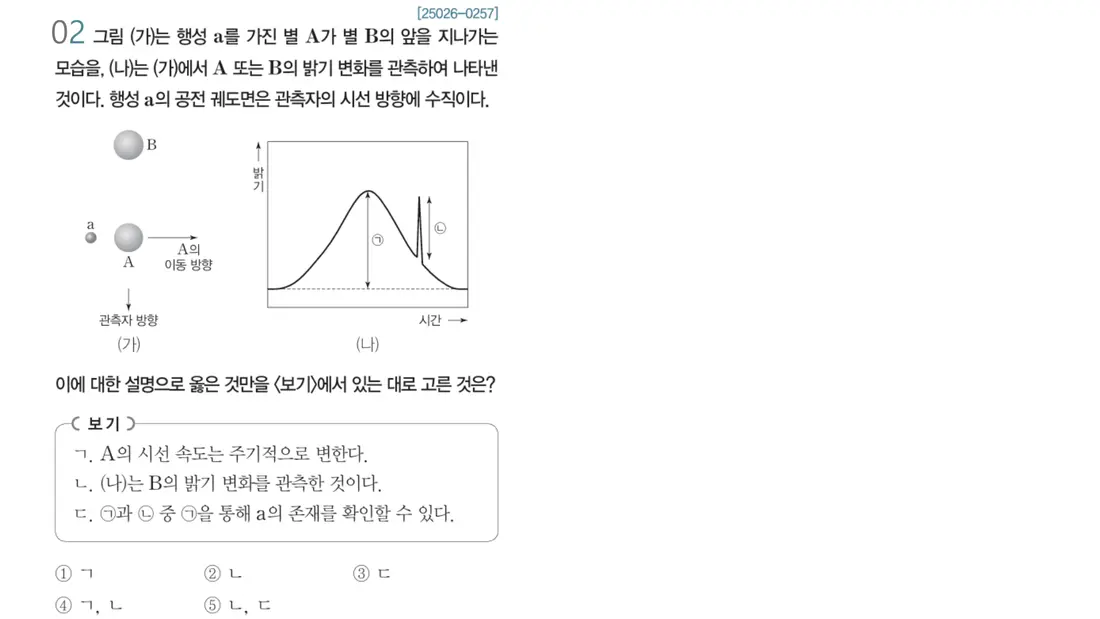 [25026-0257]
02 그림 (가)는 행성 a를 가진 별 A가 별 B의 앞을 지나가는
모습을, (나)는 (가)에서 A 또는 B의 밝기 변화를 관측하여 나타낸
것이다. 행성 a의 공전 궤도면은 관측자의 시선 방향에 수직이다.
B
a
A
A의
이동 방향
관측자 방향
(가)
밝
기
㉠
㉡
시간
(나)
이에 대한 설명으로 옳은 것만을 <보기>에서 있는 대로 고른 것은?
보기
ㄱ. A의 시선 속도는 주기적으로 변한다.
ㄴ. (나)는 B의 밝기 변화를 관측한 것이다.
ㄷ. ㉠과 ㉡ 중 ㉠을 통해 a의 존재를 확인할 수 있다.
① ㄱ ② ㄴ ③ ㄷ
④ ㄱ, ㄴ ⑤ ㄴ, ㄷ